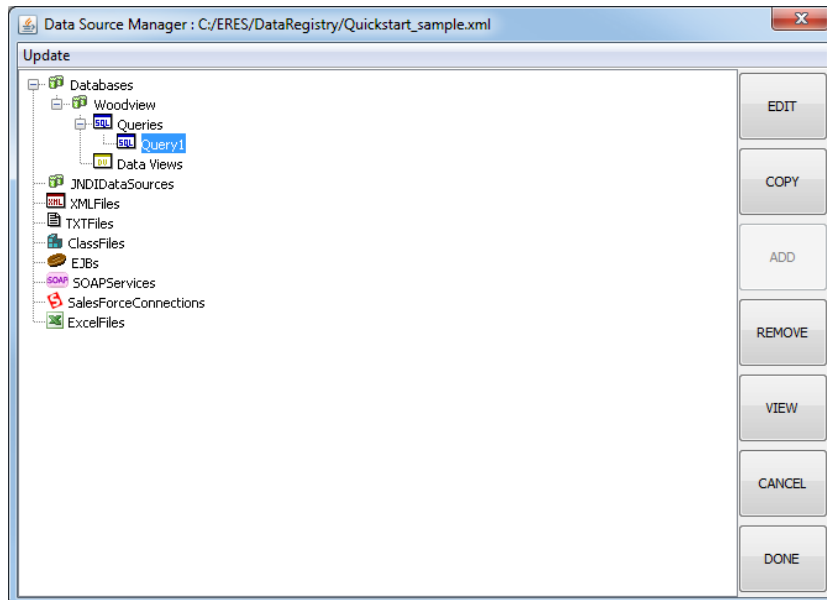 Data Source Manager : C:/ERES/DataRegistry/Quickstart_sample.xml
Update
Databases
Woodview
SQL Queries
SQL Query1
DV Data Views
JNDIDataSources
XML XMLFiles
TXTFiles
ClassFiles
EJBs
SOAP SOAPServices
SalesForceConnections
ExcelFiles
EDIT
COPY
ADD
REMOVE
VIEW
CANCEL
DONE